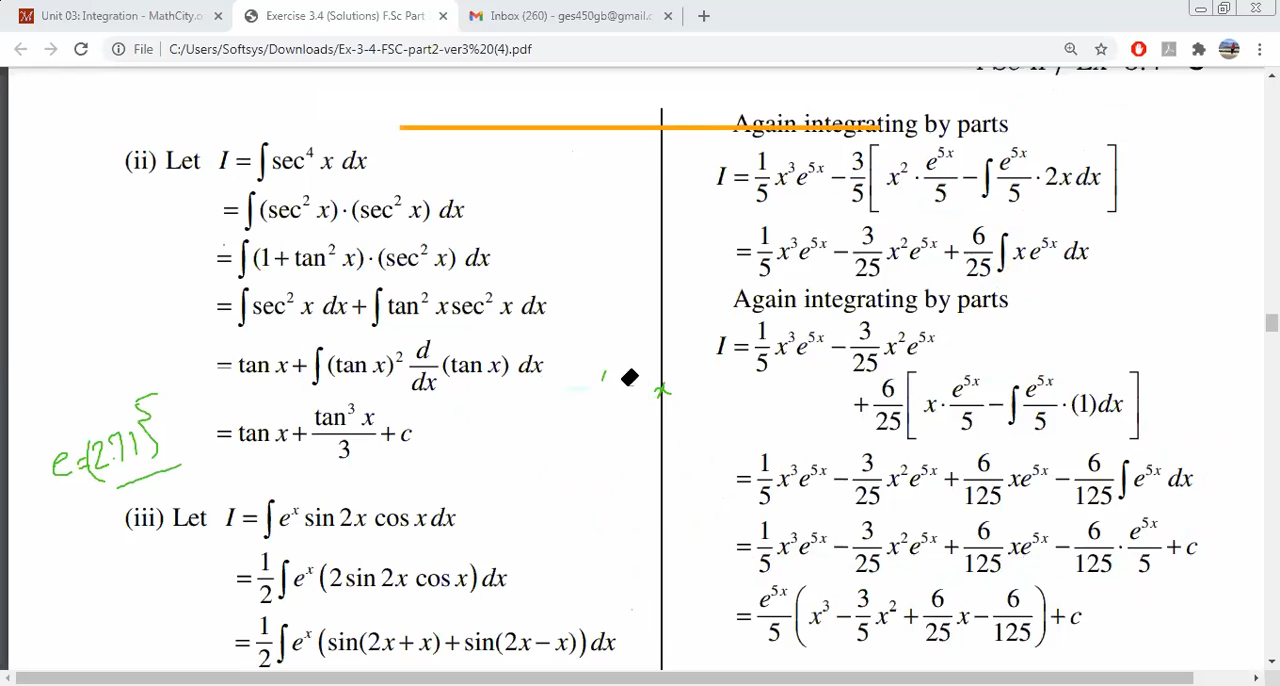 Unit 03: Integration - MathCity.o
Exercise 3.4 (Solutions) F.Sc Part
Inbox (260) - ges450gb@gmail.c
File | C:/Users/Softsys/Downloads/Ex-3-4-FSC-part2-ver3%20(4).pdf
(ii) Let I = ∫ sec⁴ x dx
= ∫ (sec² x)·(sec² x) dx
= ∫ (1 + tan² x)·(sec² x) dx
= ∫ sec² x dx + ∫ tan² x sec² x dx
= tan x + ∫ (tan x)² d/dx (tan x) dx
= tan x + tan³ x / 3 + c
(iii) Let I = ∫ eˣ sin 2x cos x dx
= 1/2 ∫ eˣ (2 sin 2x cos x) dx
= 1/2 ∫ eˣ (sin(2x + x) + sin(2x − x)) dx
Again integrating by parts
I = 1/5 x³e⁵ˣ − 3/5 [ x² · e⁵ˣ/5 − ∫ e⁵ˣ/5 · 2x dx ]
= 1/5 x³e⁵ˣ − 3/25 x²e⁵ˣ + 6/25 ∫ x e⁵ˣ dx
Again integrating by parts
I = 1/5 x³e⁵ˣ − 3/25 x²e⁵ˣ
+ 6/25 [ x · e⁵ˣ/5 − ∫ e⁵ˣ/5 · (1) dx ]
= 1/5 x³e⁵ˣ − 3/25 x²e⁵ˣ + 6/125 xe⁵ˣ − 6/125 ∫ e⁵ˣ dx
= 1/5 x³e⁵ˣ − 3/25 x²e⁵ˣ + 6/125 xe⁵ˣ − 6/125 · e⁵ˣ/5 + c
= e⁵ˣ/5 ( x³ − 3/5 x² + 6/25 x − 6/125 ) + c